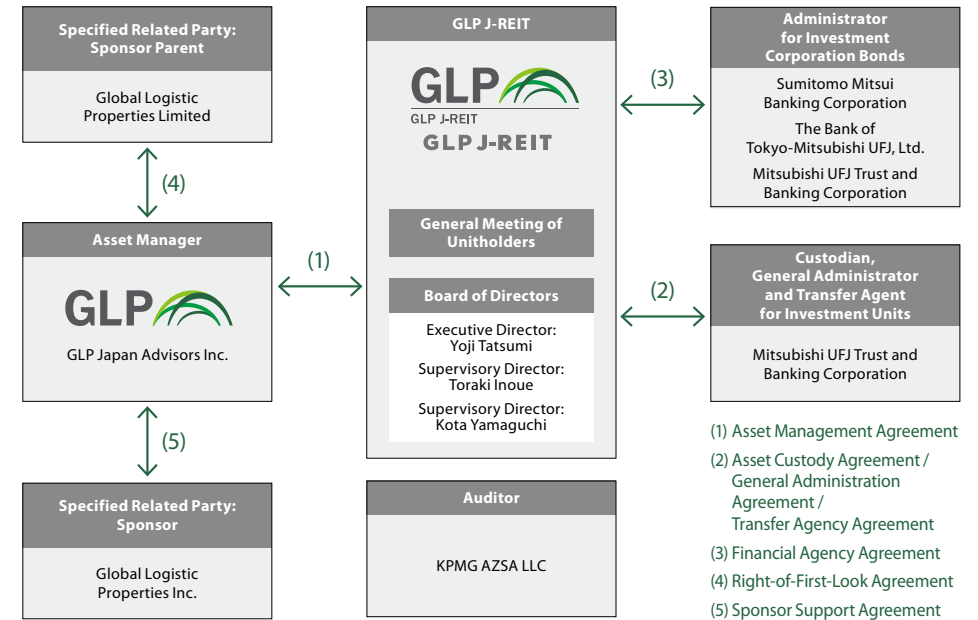 Specified Related Party:
Sponsor Parent
Global Logistic
Properties Limited
(4)
Asset Manager
GLP
GLP Japan Advisors Inc.
(5)
Specified Related Party:
Sponsor
Global Logistic
Properties Inc.
(1)
GLP J-REIT
GLP
GLP J-REIT
GLP J-REIT
General Meeting of
Unitholders
Board of Directors
Executive Director:
Yoji Tatsumi
Supervisory Director:
Toraki Inoue
Supervisory Director:
Kota Yamaguchi
Auditor
KPMG AZSA LLC
(3)
Administrator
for Investment
Corporation Bonds
Sumitomo Mitsui
Banking Corporation
The Bank of
Tokyo-Mitsubishi UFJ, Ltd.
Mitsubishi UFJ Trust and
Banking Corporation
(2)
Custodian,
General Administrator
and Transfer Agent
for Investment Units
Mitsubishi UFJ Trust and
Banking Corporation
(1) Asset Management Agreement
(2) Asset Custody Agreement /
General Administration
Agreement /
Transfer Agency Agreement
(3) Financial Agency Agreement
(4) Right-of-First-Look Agreement
(5) Sponsor Support Agreement